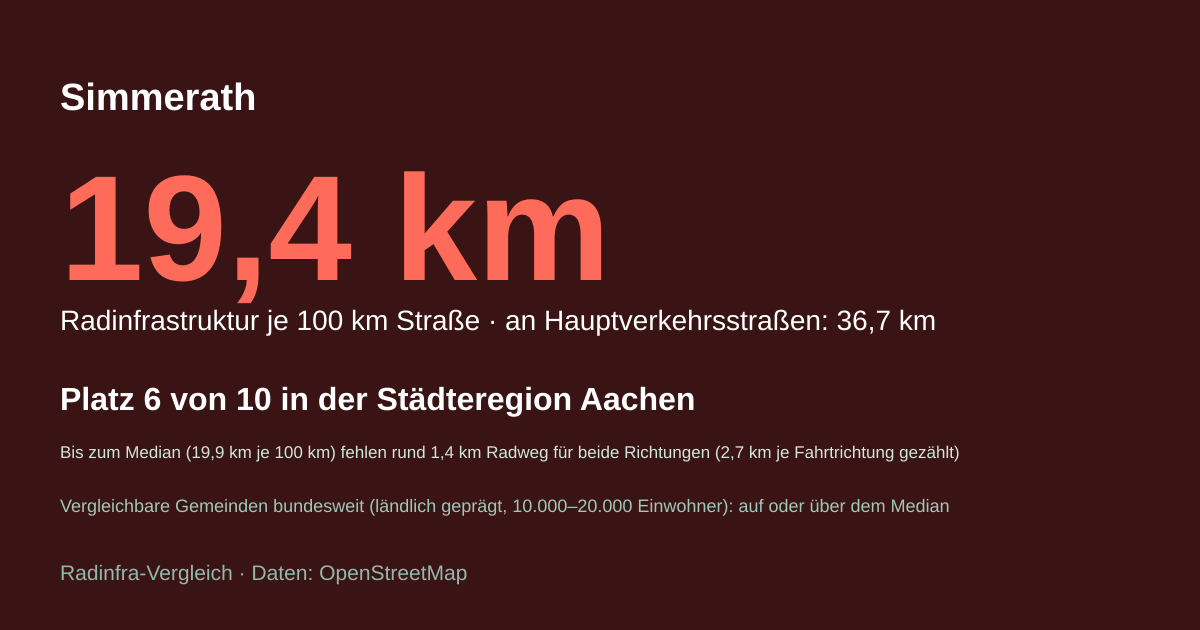 Simmerath
19,4 km
Radinfrastruktur je 100 km Straße · an Hauptverkehrsstraßen: 36,7 km
Platz 6 von 10 in der Städteregion Aachen
Bis zum Median (19,9 km je 100 km) fehlen rund 1,4 km Radweg für beide Richtungen (2,7 km je Fahrtrichtung gezählt)
Vergleichbare Gemeinden bundesweit (ländlich geprägt, 10.000–20.000 Einwohner): auf oder über dem Median
Radinfra-Vergleich · Daten: OpenStreetMap